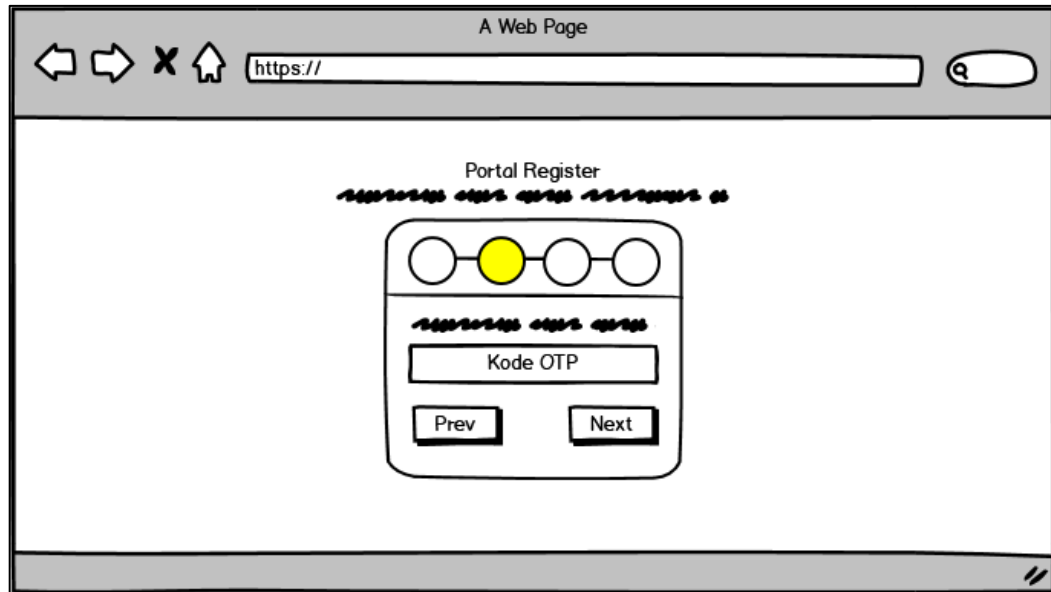 A Web Page
https://
Portal Register
Kode OTP
Prev
Next